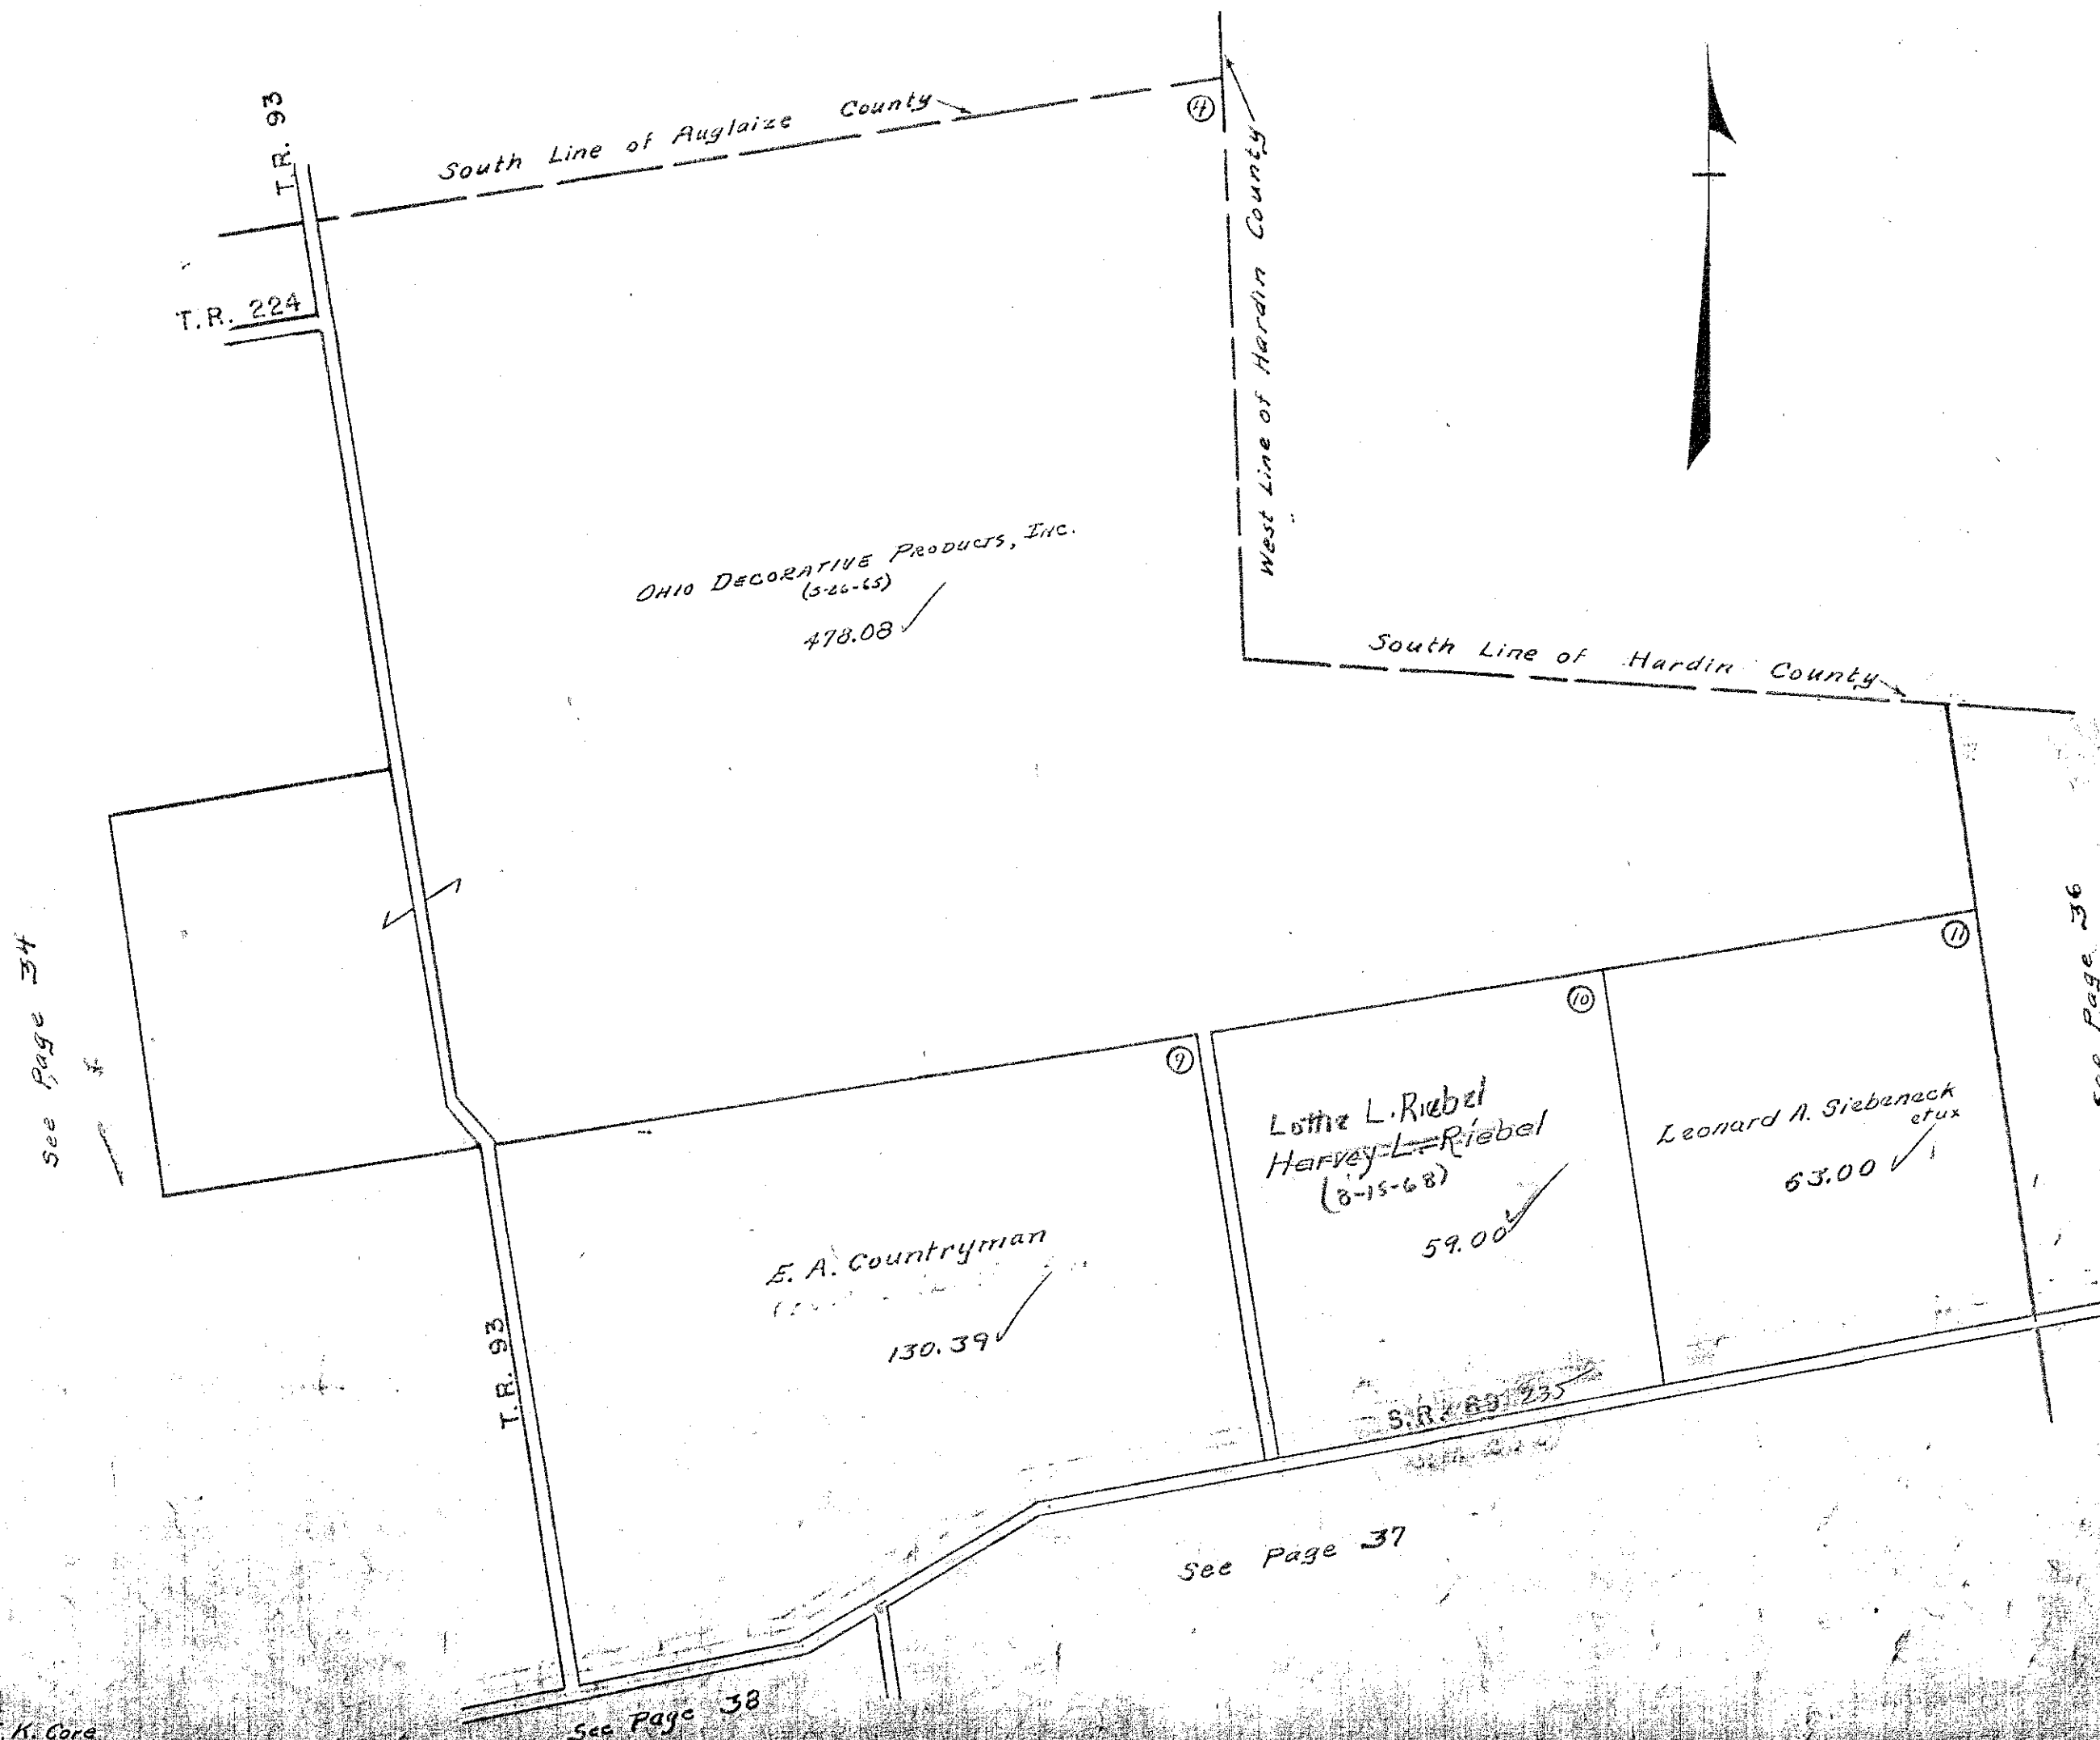 T.R. 93
South Line of Auglaize County
④
West Line of Hardin County
T.R. 224
OHIO DECORATIVE PRODUCTS, INC.
(5-26-65)
478.08
South Line of Hardin County
See Page 34
See Page 36
⑨
⑩
⑪
Lottie L. Riebel
Harvey L. Riebel
(8-15-68)
59.00
Leonard A. Siebeneck
etux
63.00
E. A. Countryman
130.39
T.R. 93
S.R. 69 235
See Page 37
See Page 38
K. Core